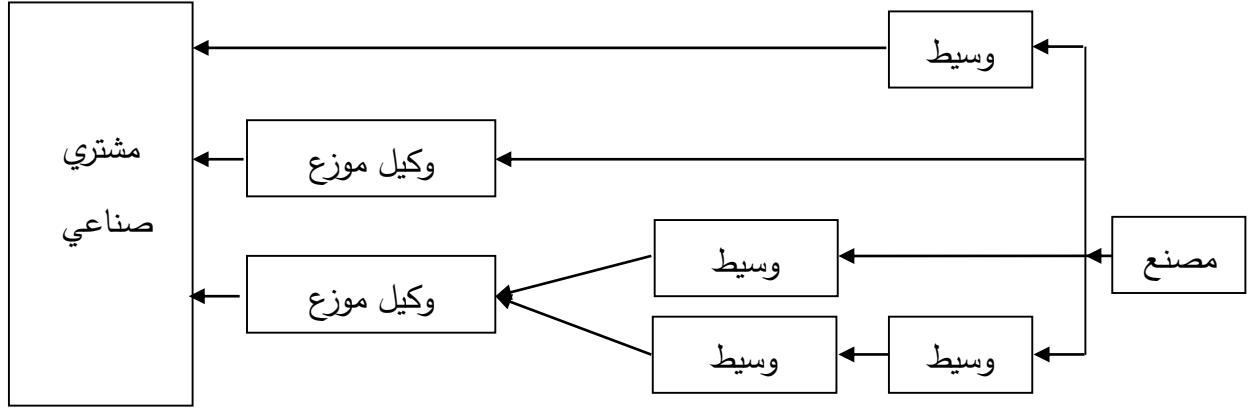 وسيط
مشتري
صناعي
وكيل موزع
مصنع
وسيط
وكيل موزع
وسيط
وسيط